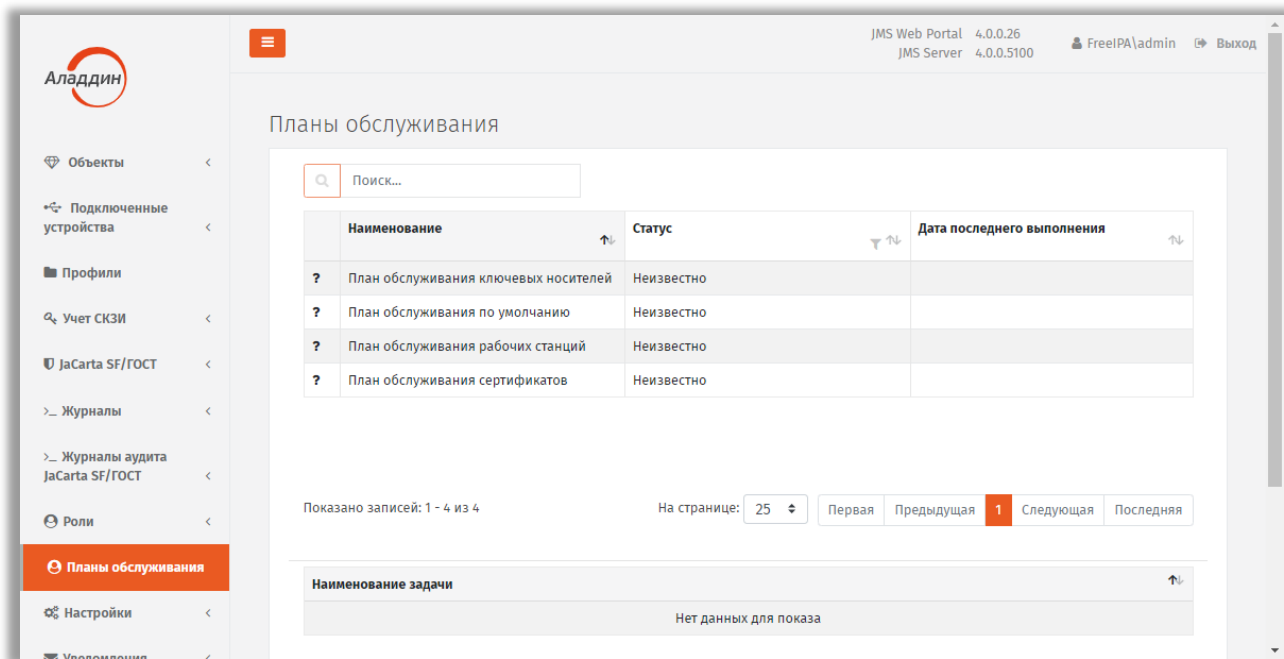 Аладдин
JMS Web Portal 4.0.0.26
JMS Server 4.0.0.5100
FreeIPA\admin
Выход
Планы обслуживания
Объекты
Подключенные
устройства
Профили
Учет СКЗИ
JaCarta SF/ГОСТ
Журналы
Журналы аудита
JaCarta SF/ГОСТ
Роли
Планы обслуживания
Настройки
Уведомления
Поиск...
Наименование Статус Дата последнего выполнения
? План обслуживания ключевых носителей Неизвестно
? План обслуживания по умолчанию Неизвестно
? План обслуживания рабочих станций Неизвестно
? План обслуживания сертификатов Неизвестно
Показано записей: 1 - 4 из 4
На странице: 25 Первая Предыдущая 1 Следующая Последняя
Наименование задачи
Нет данных для показа